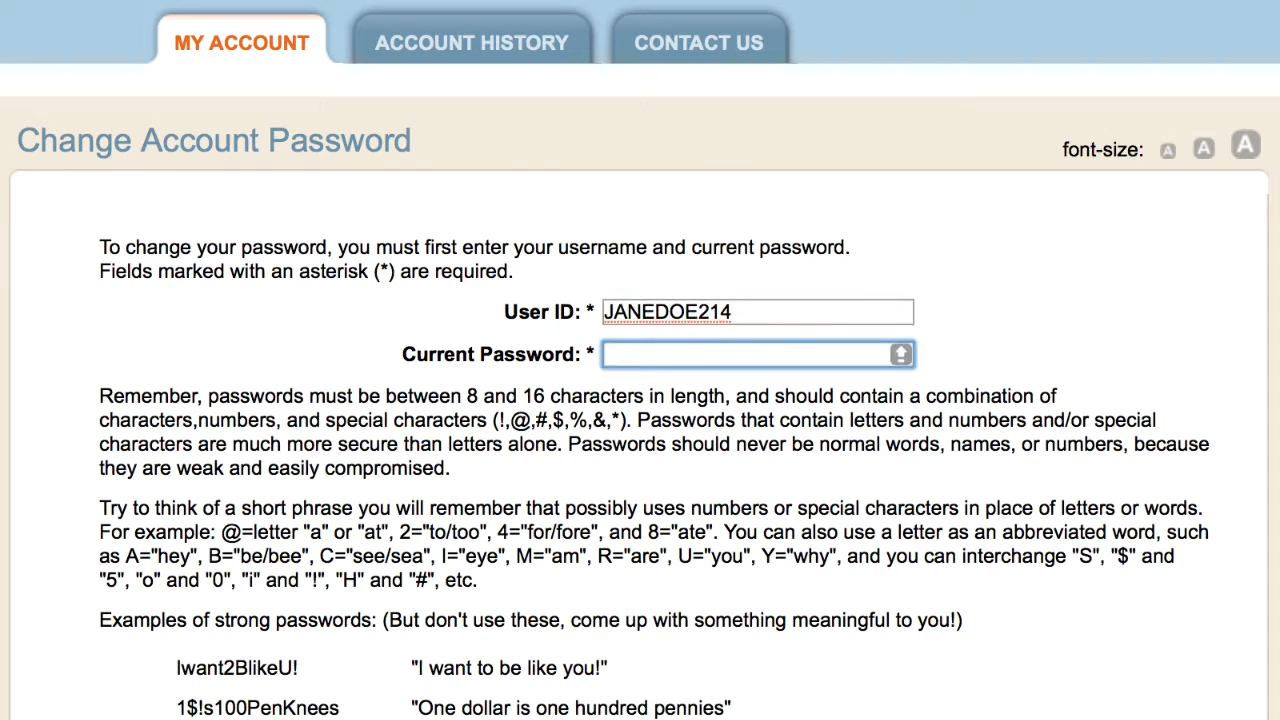 MY ACCOUNT
ACCOUNT HISTORY
CONTACT US
Change Account Password
font-size: A A A
To change your password, you must first enter your username and current password.
Fields marked with an asterisk (*) are required.
User ID: * JANEDOE214
Current Password: *
Remember, passwords must be between 8 and 16 characters in length, and should contain a combination of
characters,numbers, and special characters (!,@,#,$,%,&,*). Passwords that contain letters and numbers and/or special
characters are much more secure than letters alone. Passwords should never be normal words, names, or numbers, because
they are weak and easily compromised.
Try to think of a short phrase you will remember that possibly uses numbers or special characters in place of letters or words.
For example: @=letter "a" or "at", 2="to/too", 4="for/fore", and 8="ate". You can also use a letter as an abbreviated word, such
as A="hey", B="be/bee", C="see/sea", I="eye", M="am", R="are", U="you", Y="why", and you can interchange "S", "$" and
"5", "o" and "0", "i" and "!", "H" and "#", etc.
Examples of strong passwords: (But don't use these, come up with something meaningful to you!)
Iwant2BlikeU! "I want to be like you!"
1$!s100PenKnees "One dollar is one hundred pennies"